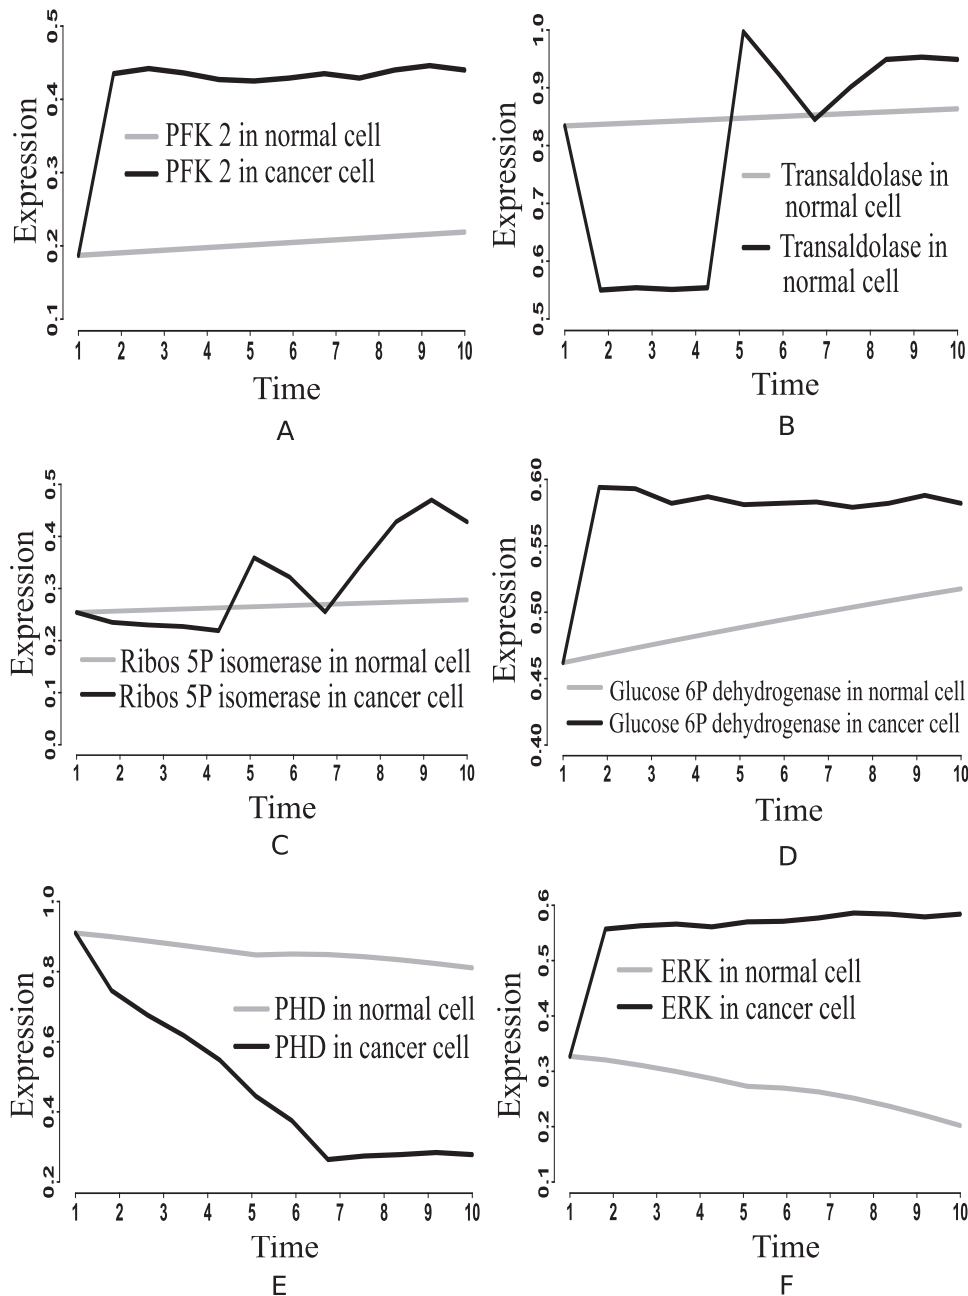 0.5
0.4
0.3
0.2
0.1
Expression
PFK 2 in normal cell
PFK 2 in cancer cell
1 2 3 4 5 6 7 8 9 10
Time
A
1.0
0.9
0.8
0.7
0.6
0.5
Expression
Transaldolase in
normal cell
Transaldolase in
normal cell
1 2 3 4 5 6 7 8 9 10
Time
B
0.5
0.4
0.3
0.2
0.1
0.0
Expression
Ribos 5P isomerase in normal cell
Ribos 5P isomerase in cancer cell
1 2 3 4 5 6 7 8 9 10
Time
C
0.60
0.55
0.50
0.45
0.40
Expression
Glucose 6P dehydrogenase in normal cell
Glucose 6P dehydrogenase in cancer cell
1 2 3 4 5 6 7 8 9 10
Time
D
1.0
0.8
0.6
0.4
0.2
Expression
PHD in normal cell
PHD in cancer cell
1 2 3 4 5 6 7 8 9 10
Time
E
0.6
0.5
0.4
0.3
0.2
0.1
Expression
ERK in normal cell
ERK in cancer cell
1 2 3 4 5 6 7 8 9 10
Time
F